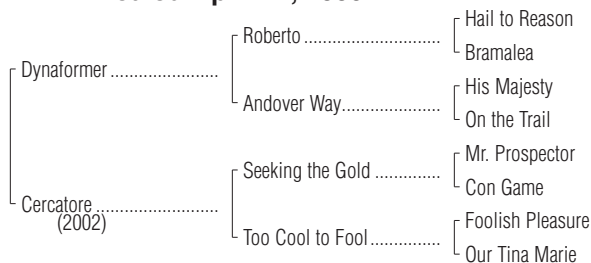 Hail to Reason
Roberto
Bramalea
Dynaformer
His Majesty
Andover Way
On the Trail
Mr. Prospector
Seeking the Gold
Con Game
Cercatore
(2002)
Foolish Pleasure
Too Cool to Fool
Our Tina Marie